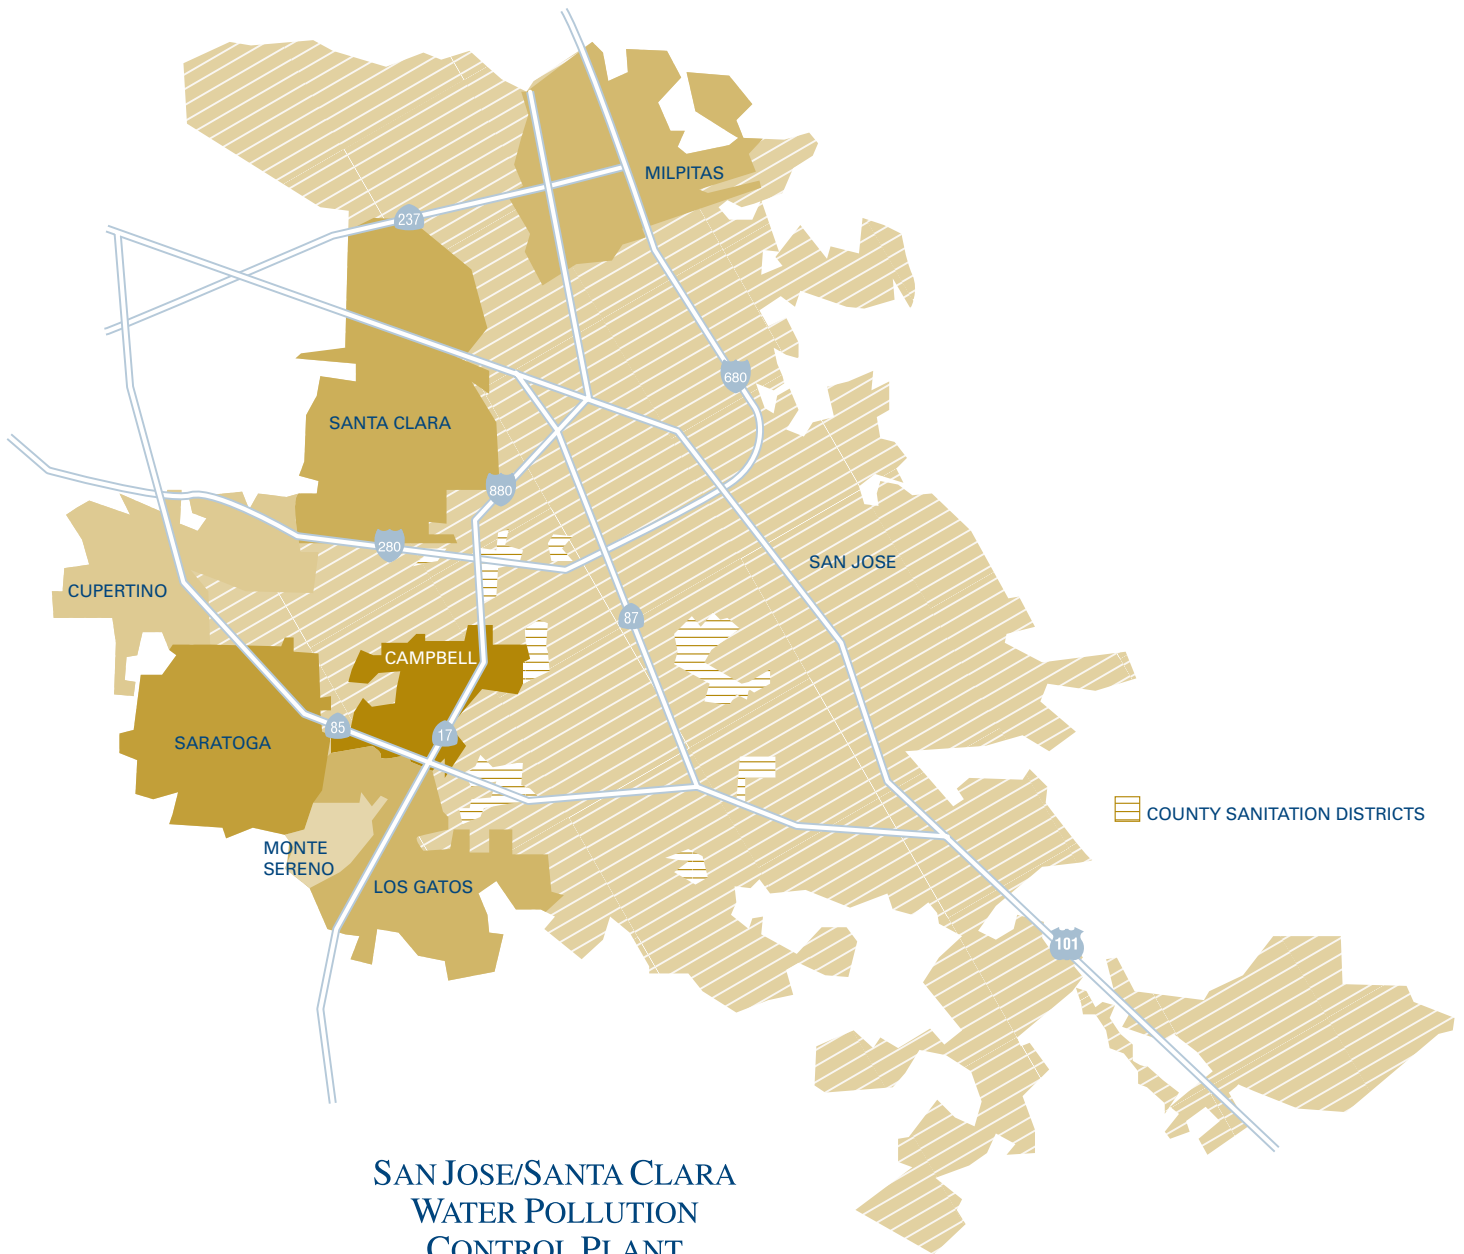 MILPITAS
237
680
SANTA CLARA
880
280
SAN JOSE
CUPERTINO
87
CAMPBELL
85
17
SARATOGA
COUNTY SANITATION DISTRICTS
MONTE
SERENO
LOS GATOS
101
SAN JOSE/SANTA CLARA
WATER POLLUTION
CONTROL PLANT